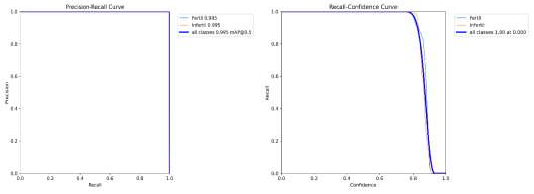 Precision-Recall Curve
Fertil 0.995
Infertil 0.995
all classes 0.995 mAP@0.5
1.0
0.8
0.6
0.4
0.2
0.0
Precision
0.0 0.2 0.4 0.6 0.8 1.0
Recall
Recall-Confidence Curve
Fertil
Infertil
all classes 1.00 at 0.000
1.0
0.8
0.6
0.4
0.2
0.0
Recall
0.0 0.2 0.4 0.6 0.8 1.0
Confidence